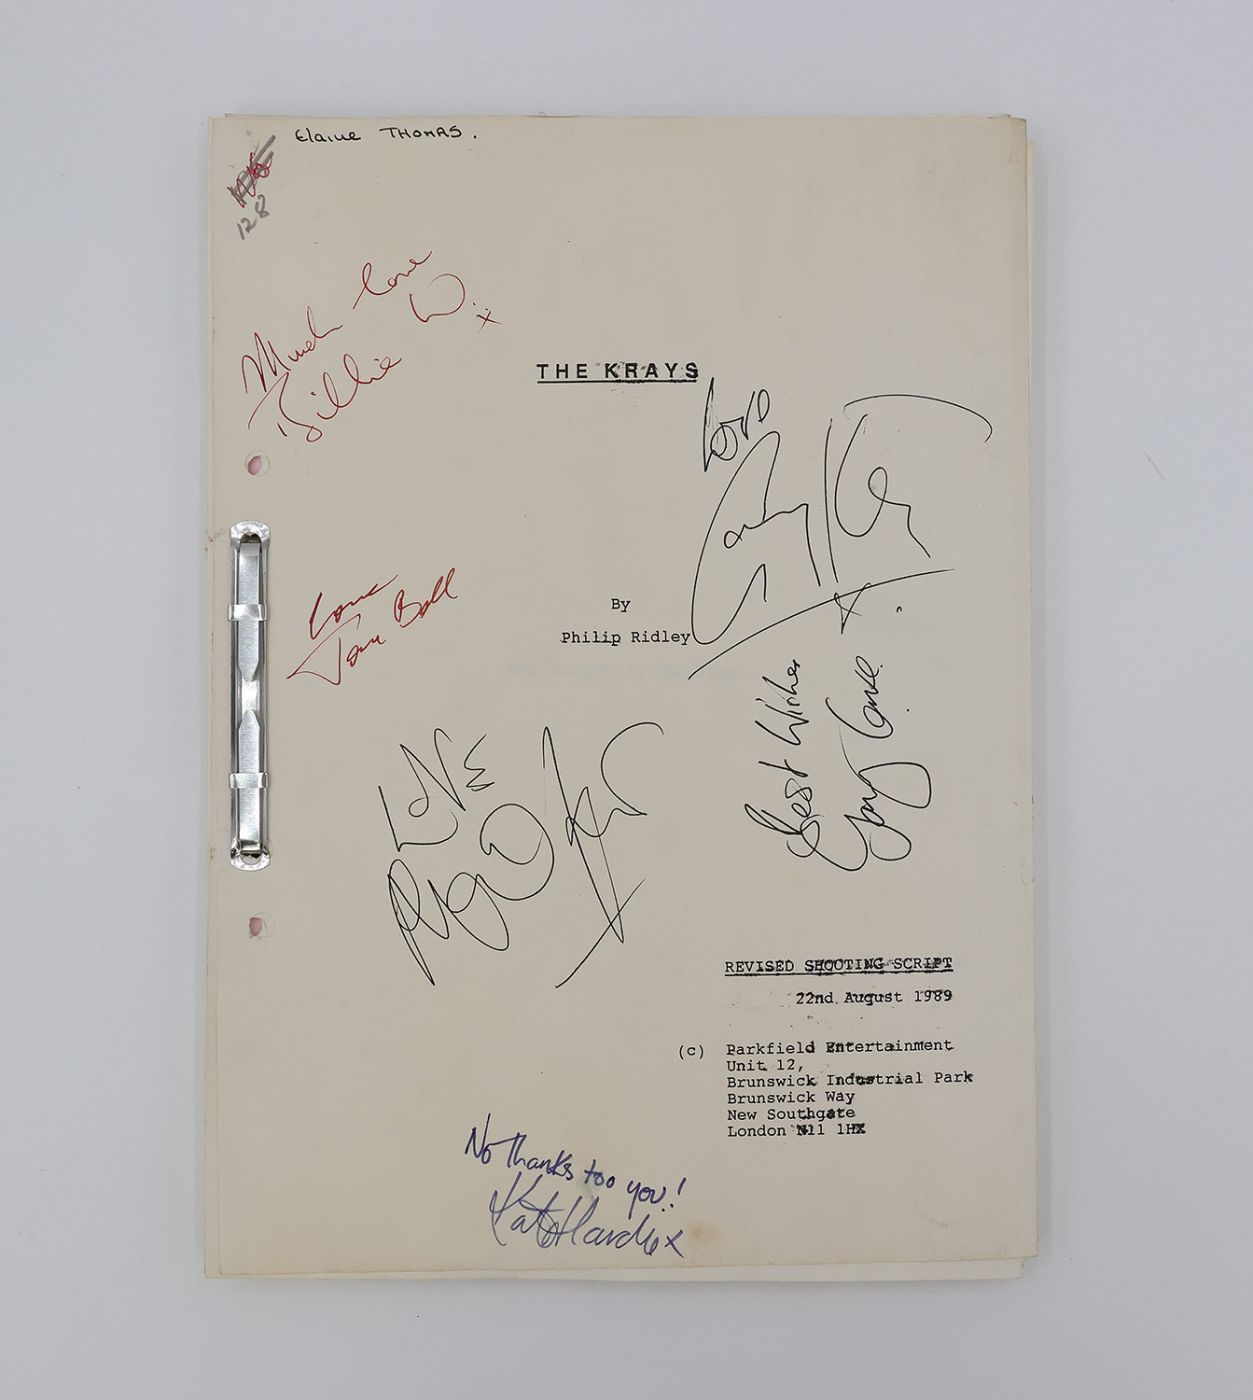 Elaine THOMAS.
128
Much love
Billie W. x
THE KRAYS
Love
Gary Kemp x
Love
Tom Bell
By
Philip Ridley
Best Wishes
Gary Love.
LOVE
REVISED SHOOTING SCRIPT
22nd August 1989
(c) Parkfield Entertainment
Unit 12,
Brunswick Industrial Park
Brunswick Way
New Southgate
London N11 1HX
No Thanks too you!
Kate Hardie x